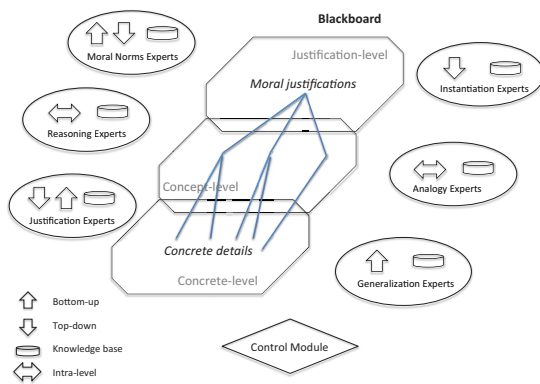 Blackboard
Justification-level
Moral justifications
Moral Norms Experts
Instantiation Experts
Reasoning Experts
Concept-level
Analogy Experts
Justification Experts
Concrete details
Concrete-level
Generalization Experts
Bottom-up
Top-down
Knowledge base
Intra-level
Control Module